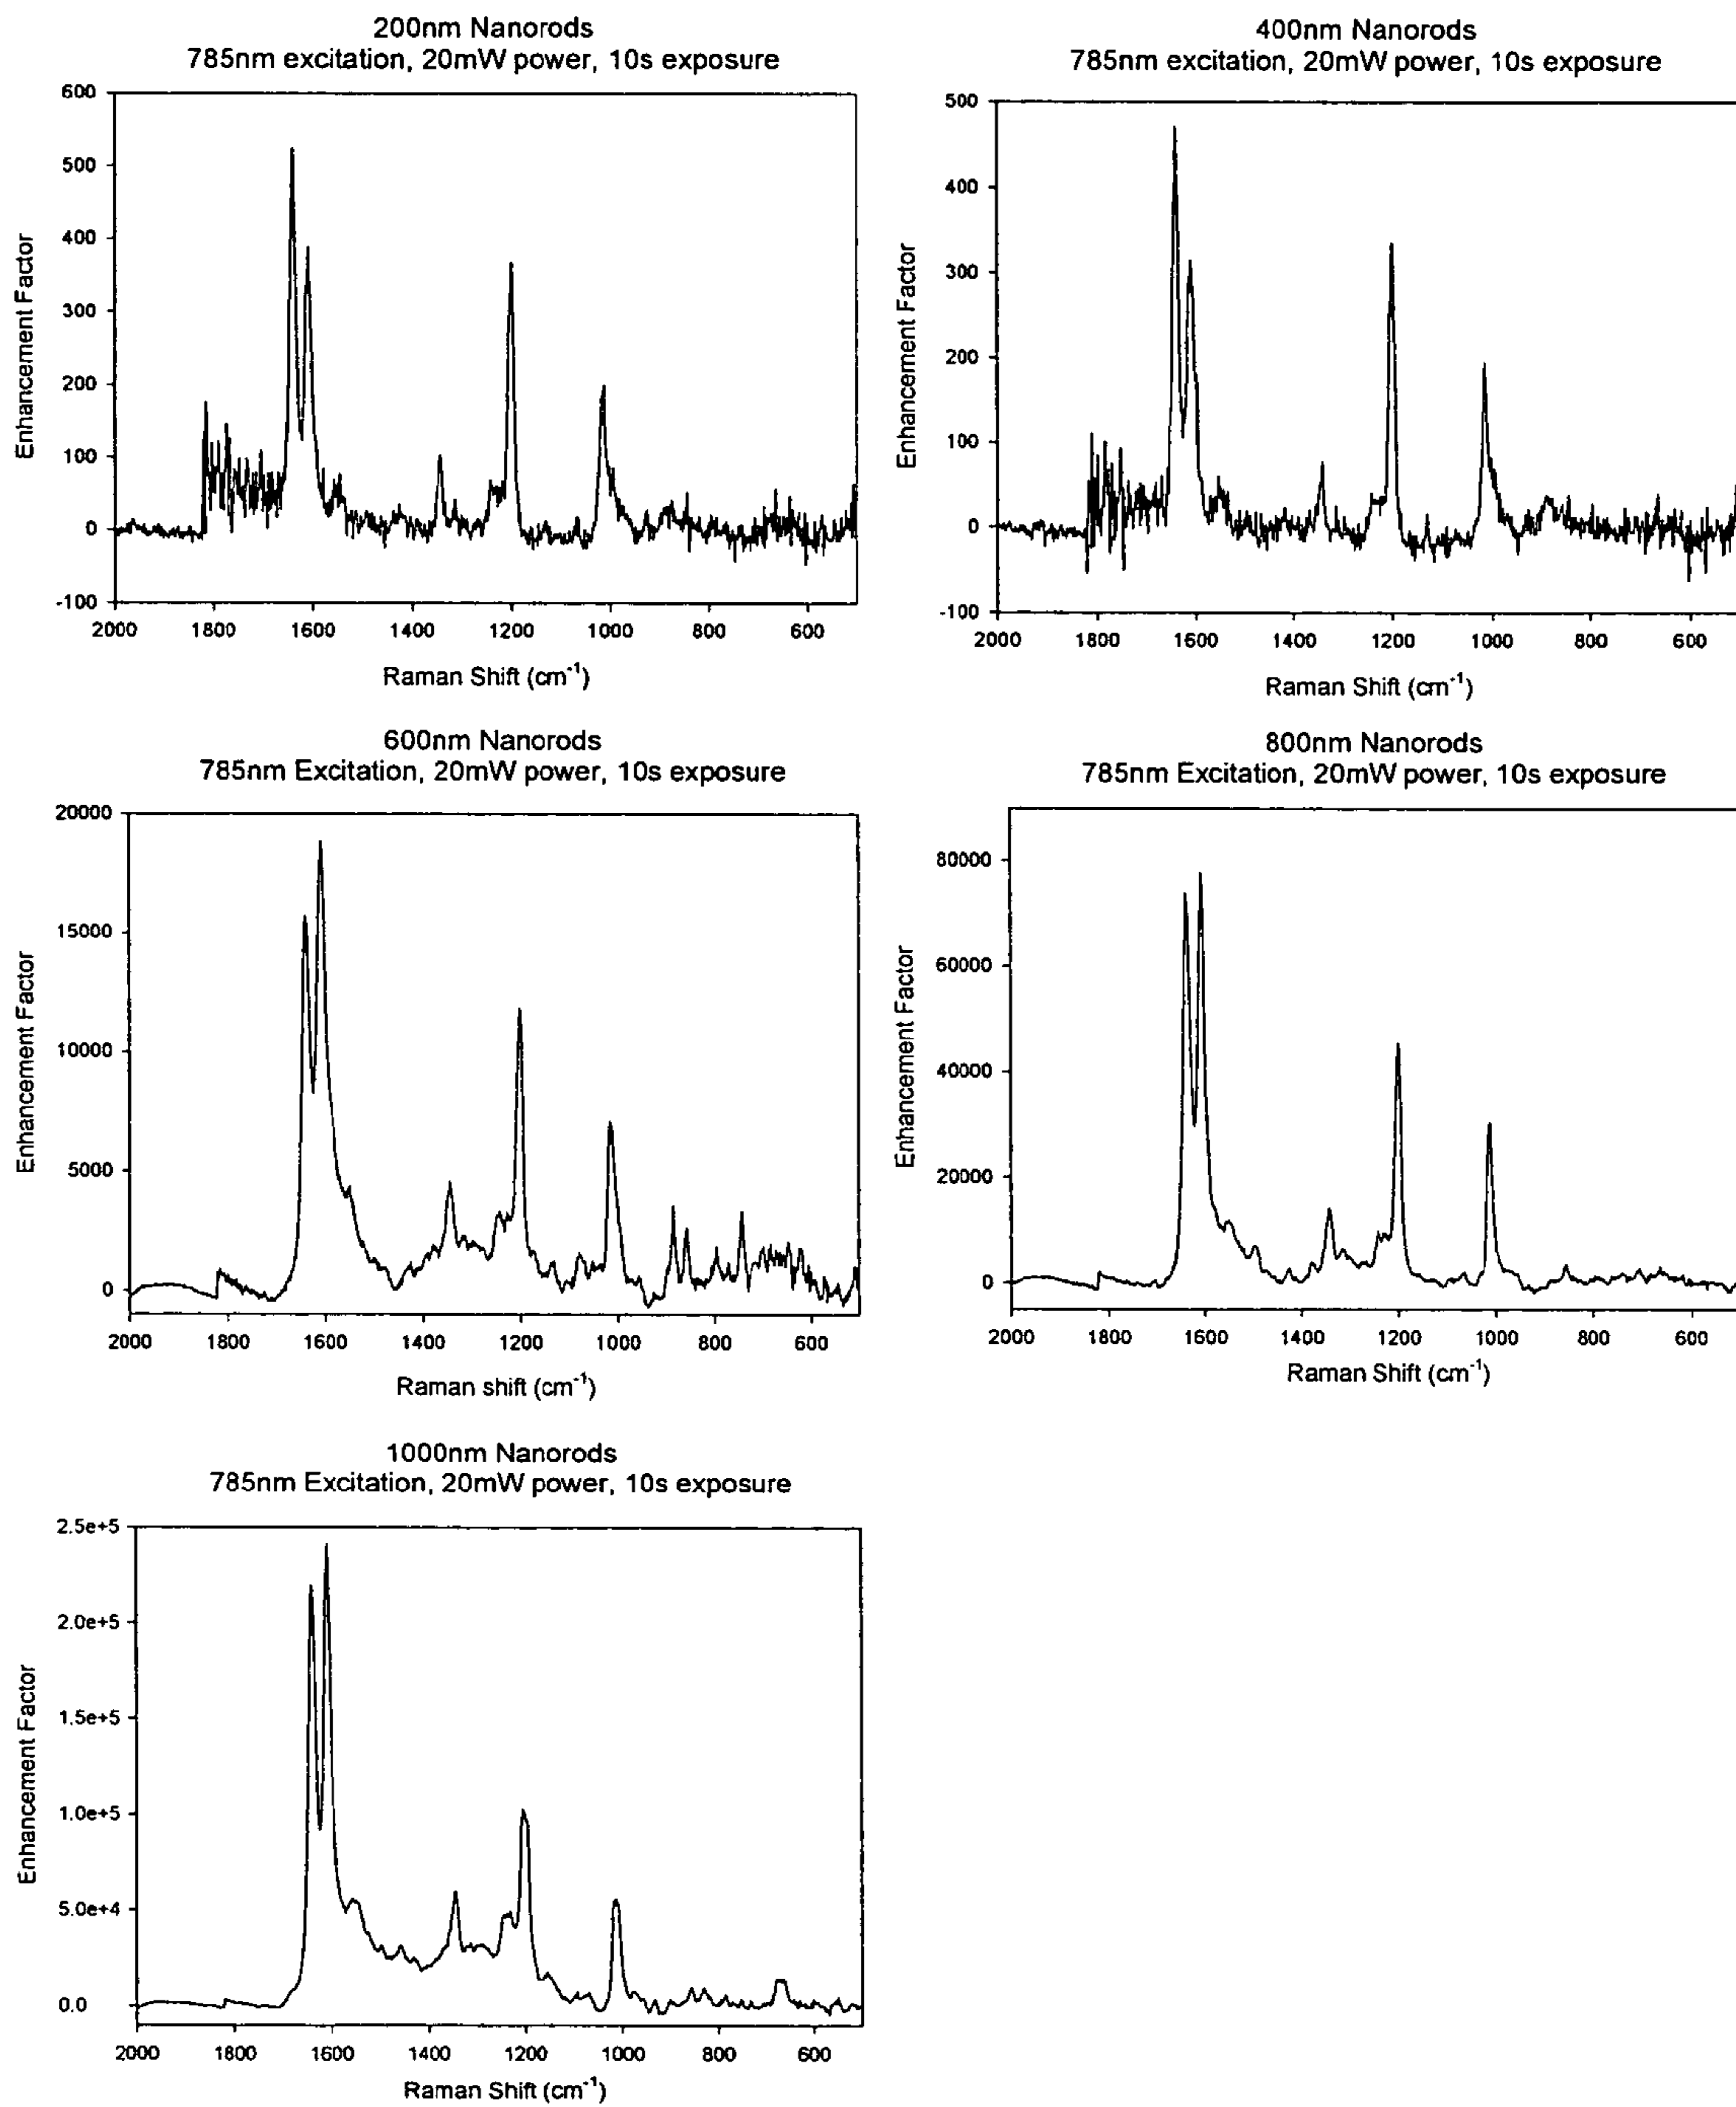 200nm Nanorods
785nm excitation, 20mW power, 10s exposure
600
500
400
300
200
100
0
-100
Enhancement Factor
2000 1800 1600 1400 1200 1000 800 600
Raman Shift (cm⁻¹)
400nm Nanorods
785nm excitation, 20mW power, 10s exposure
500
400
300
200
100
0
-100
Enhancement Factor
2000 1800 1600 1400 1200 1000 800 600
Raman Shift (cm⁻¹)
600nm Nanorods
785nm Excitation, 20mW power, 10s exposure
20000
15000
10000
5000
0
Enhancement Factor
2000 1800 1600 1400 1200 1000 800 600
Raman shift (cm⁻¹)
800nm Nanorods
785nm Excitation, 20mW power, 10s exposure
80000
60000
40000
20000
0
Enhancement Factor
2000 1800 1600 1400 1200 1000 800 600
Raman Shift (cm⁻¹)
1000nm Nanorods
785nm Excitation, 20mW power, 10s exposure
2.5e+5
2.0e+5
1.5e+5
1.0e+5
5.0e+4
0.0
Enhancement Factor
2000 1800 1600 1400 1200 1000 800 600
Raman Shift (cm⁻¹)